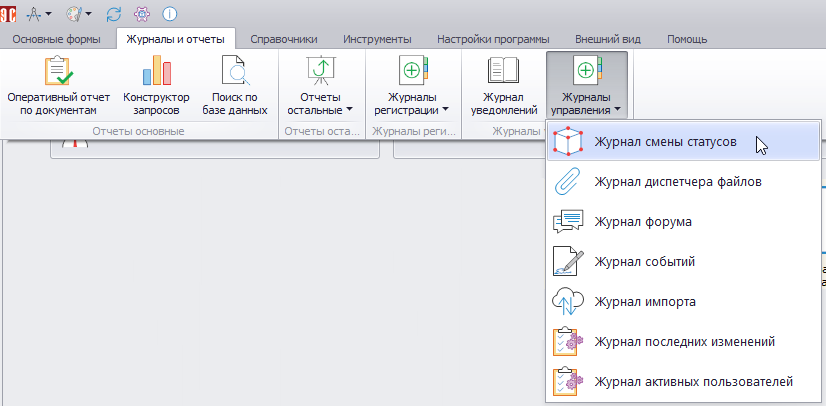 Основные формы Журналы и отчеты Справочники Инструменты Настройки программы Внешний вид Помощь
Оперативный отчет по документам
Конструктор запросов
Поиск по базе данных
Отчеты остальные
Журналы регистрации
Журнал уведомлений
Журналы управления
Отчеты основные Отчеты оста... Журналы реги... Журналы
Журнал смены статусов
Журнал диспетчера файлов
Журнал форума
Журнал событий
Журнал импорта
Журнал последних изменений
Журнал активных пользователей